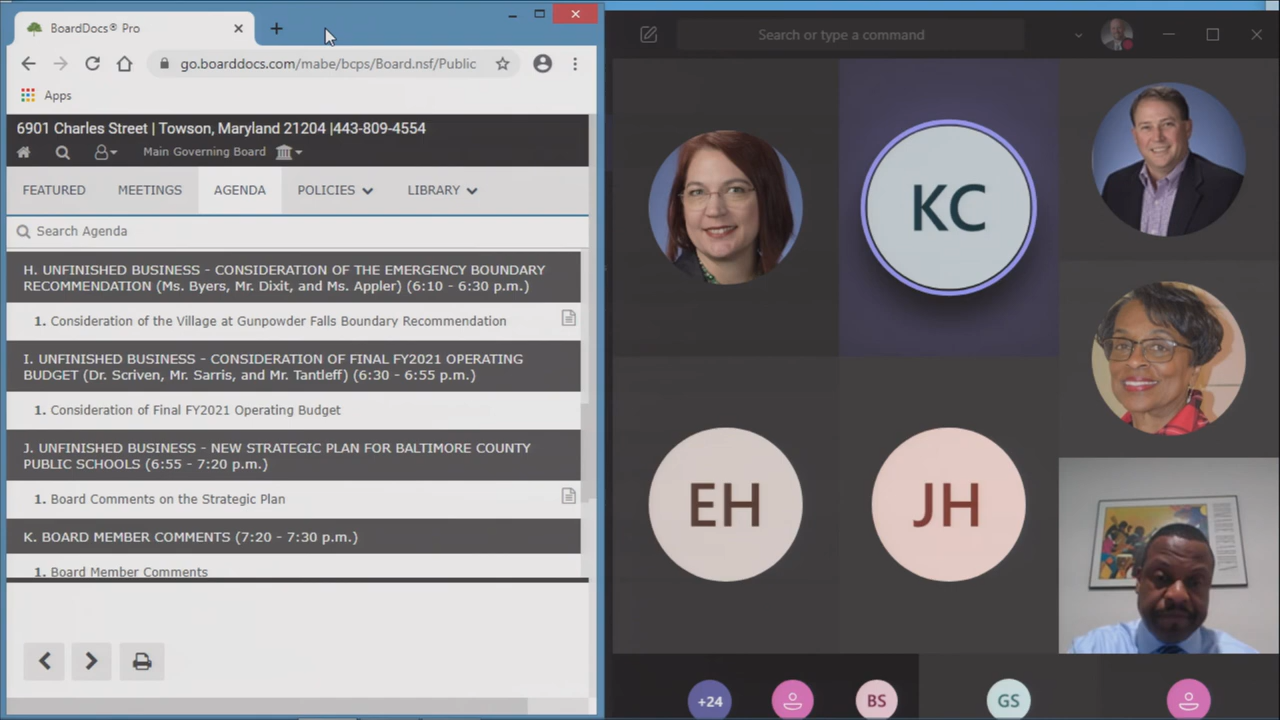 BoardDocs® Pro
go.boarddocs.com/mabe/bcps/Board.nsf/Public
Apps
6901 Charles Street | Towson, Maryland 21204 |443-809-4554
Main Governing Board
FEATURED MEETINGS AGENDA POLICIES LIBRARY
Search Agenda
H. UNFINISHED BUSINESS - CONSIDERATION OF THE EMERGENCY BOUNDARY
RECOMMENDATION (Ms. Byers, Mr. Dixit, and Ms. Appler) (6:10 - 6:30 p.m.)
1. Consideration of the Village at Gunpowder Falls Boundary Recommendation
I. UNFINISHED BUSINESS - CONSIDERATION OF FINAL FY2021 OPERATING
BUDGET (Dr. Scriven, Mr. Sarris, and Mr. Tantleff) (6:30 - 6:55 p.m.)
1. Consideration of Final FY2021 Operating Budget
J. UNFINISHED BUSINESS - NEW STRATEGIC PLAN FOR BALTIMORE COUNTY
PUBLIC SCHOOLS (6:55 - 7:20 p.m.)
1. Board Comments on the Strategic Plan
K. BOARD MEMBER COMMENTS (7:20 - 7:30 p.m.)
1. Board Member Comments
Search or type a command
KC
EH
JH
+24
BS
GS